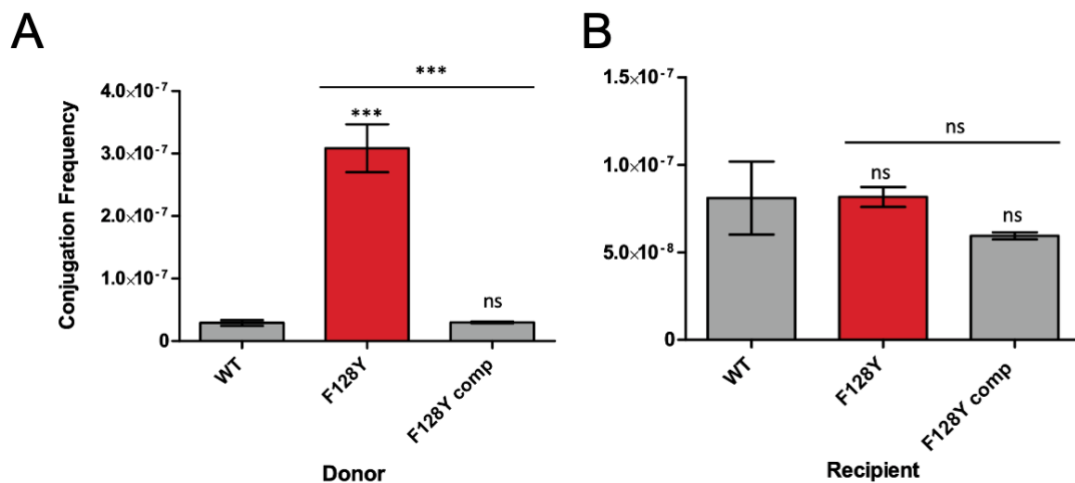 A
Conjugation Frequency
4.0×10⁻⁷
3.0×10⁻⁷
2.0×10⁻⁷
1.0×10⁻⁷
0
***
***
ns
WT
F128Y
F128Y comp
Donor
B
1.5×10⁻⁷
1.0×10⁻⁷
5.0×10⁻⁸
0
ns
ns
ns
WT
F128Y
F128Y comp
Recipient